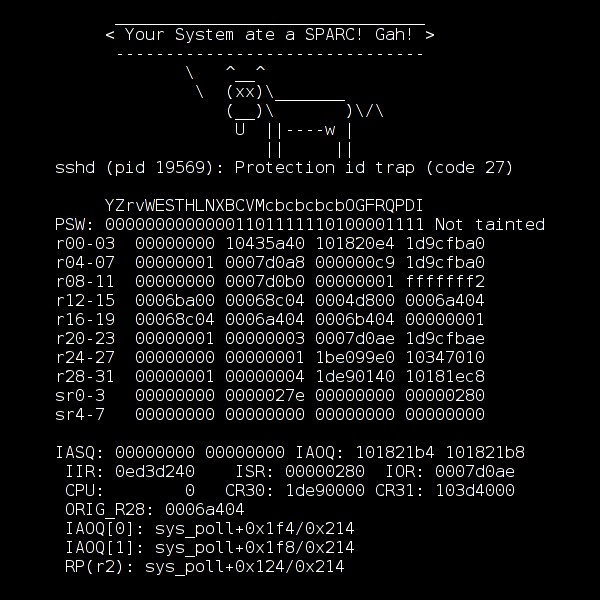 _______________________________
< Your System ate a SPARC! Gah! >
 -------------------------------
        \   ^__^
         \  (xx)\_______
            (__)\       )\/\
             U  ||----w |
                ||     ||
sshd (pid 19569): Protection id trap (code 27)

     YZrvWESTHLNXBCVMcbcbcbcbOGFRQPDI
PSW: 00000000000001101111110100001111 Not tainted
r00-03  00000000 10435a40 101820e4 1d9cfba0
r04-07  00000001 0007d0a8 000000c9 1d9cfba0
r08-11  00000000 0007d0b0 00000001 fffffff2
r12-15  0006ba00 00068c04 0004d800 0006a404
r16-19  00068c04 0006a404 0006b404 00000001
r20-23  00000001 00000003 0007d0ae 1d9cfbae
r24-27  00000000 00000001 1be099e0 10347010
r28-31  00000001 00000004 1de90140 10181ec8
sr0-3   00000000 0000027e 00000000 00000280
sr4-7   00000000 00000000 00000000 00000000

IASQ: 00000000 00000000 IAOQ: 101821b4 101821b8
 IIR: 0ed3d240    ISR: 00000280  IOR: 0007d0ae
 CPU:        0   CR30: 1de90000 CR31: 103d4000
 ORIG_R28: 0006a404
 IAOQ[0]: sys_poll+0x1f4/0x214
 IAOQ[1]: sys_poll+0x1f8/0x214
 RP(r2): sys_poll+0x124/0x214